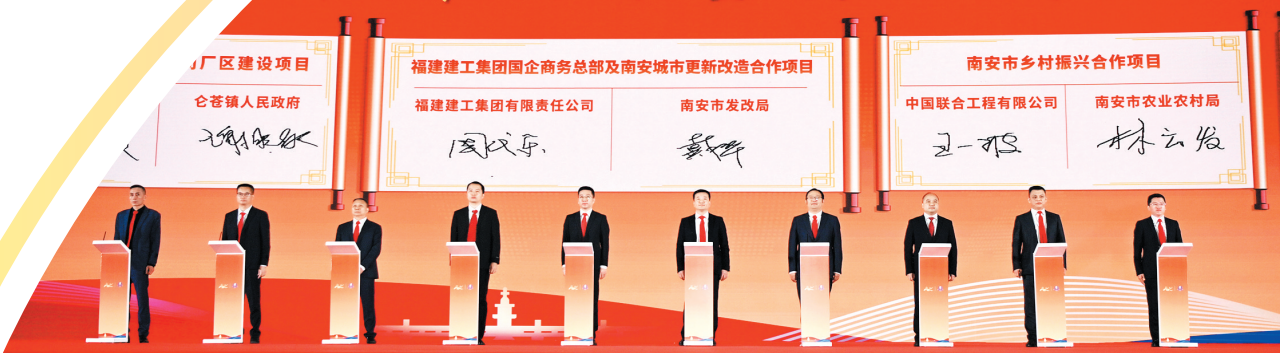 厂区建设项目
仑苍镇人民政府
福建建工集团国企商务总部及南安城市更新改造合作项目
福建建工集团有限责任公司
南安市发改局
南安市乡村振兴合作项目
中国联合工程有限公司
南安市农业农村局
林云发